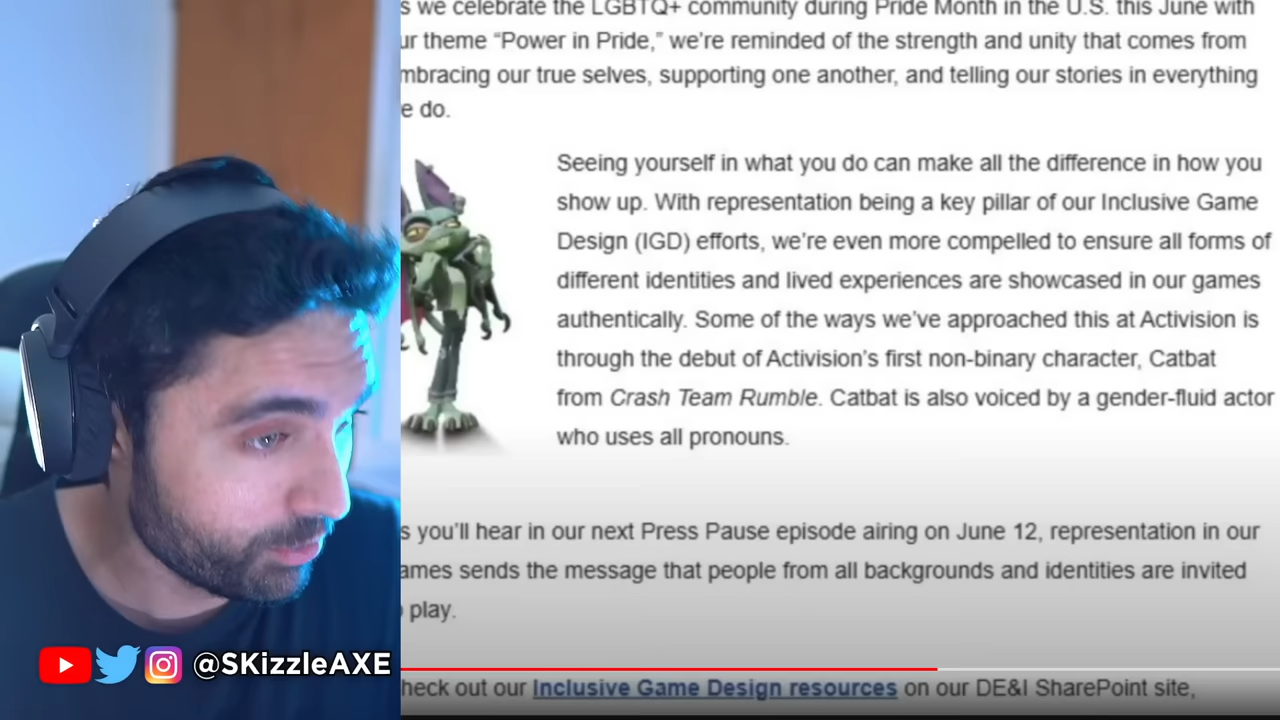 s we celebrate the LGBTQ+ community during Pride Month in the U.S. this June with
ur theme “Power in Pride,” we’re reminded of the strength and unity that comes from
mbracing our true selves, supporting one another, and telling our stories in everything
e do.
Seeing yourself in what you do can make all the difference in how you
show up. With representation being a key pillar of our Inclusive Game
Design (IGD) efforts, we’re even more compelled to ensure all forms of
different identities and lived experiences are showcased in our games
authentically. Some of the ways we’ve approached this at Activision is
through the debut of Activision’s first non-binary character, Catbat
from Crash Team Rumble. Catbat is also voiced by a gender-fluid actor
who uses all pronouns.
s you’ll hear in our next Press Pause episode airing on June 12, representation in our
ames sends the message that people from all backgrounds and identities are invited
play.
heck out our Inclusive Game Design resources on our DE&I SharePoint site,
@SKizzleAXE